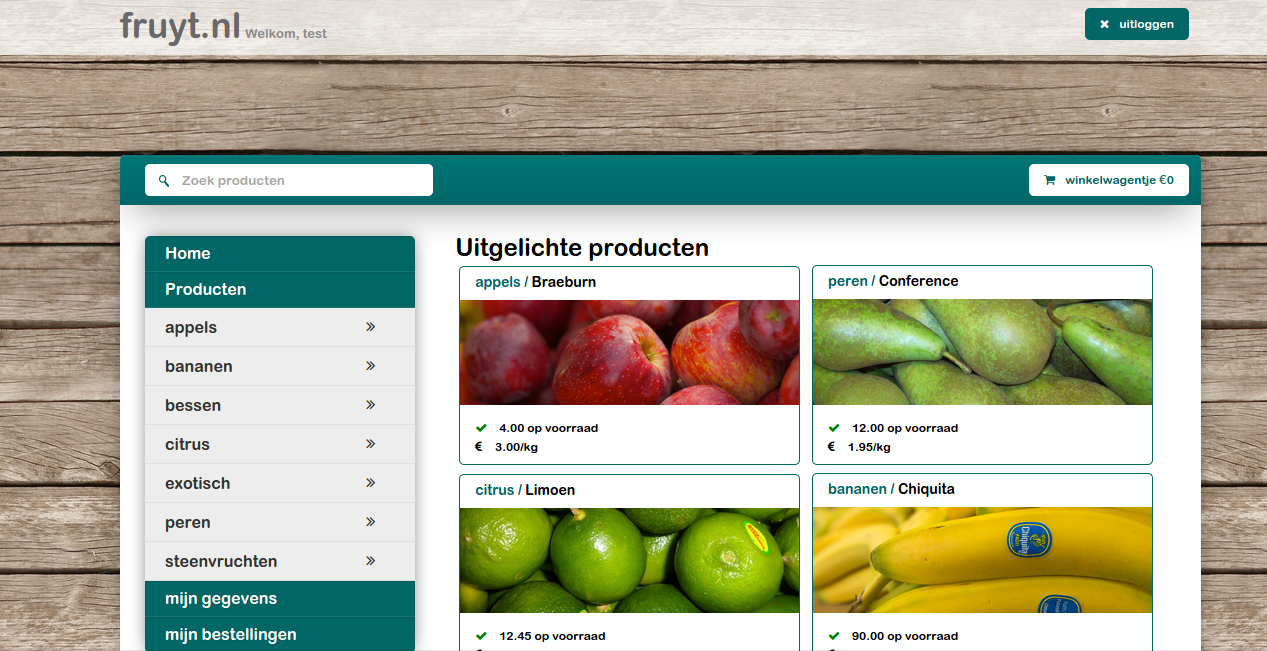 fruyt.nl Welkom, test
uitloggen
Zoek producten
winkelwagentje €0
Home
Producten
appels
bananen
bessen
citrus
exotisch
peren
steenvruchten
mijn gegevens
mijn bestellingen
Uitgelichte producten
appels / Braeburn
4.00 op voorraad
€ 3.00/kg
peren / Conference
12.00 op voorraad
€ 1.95/kg
citrus / Limoen
12.45 op voorraad
bananen / Chiquita
Chiquita
90.00 op voorraad